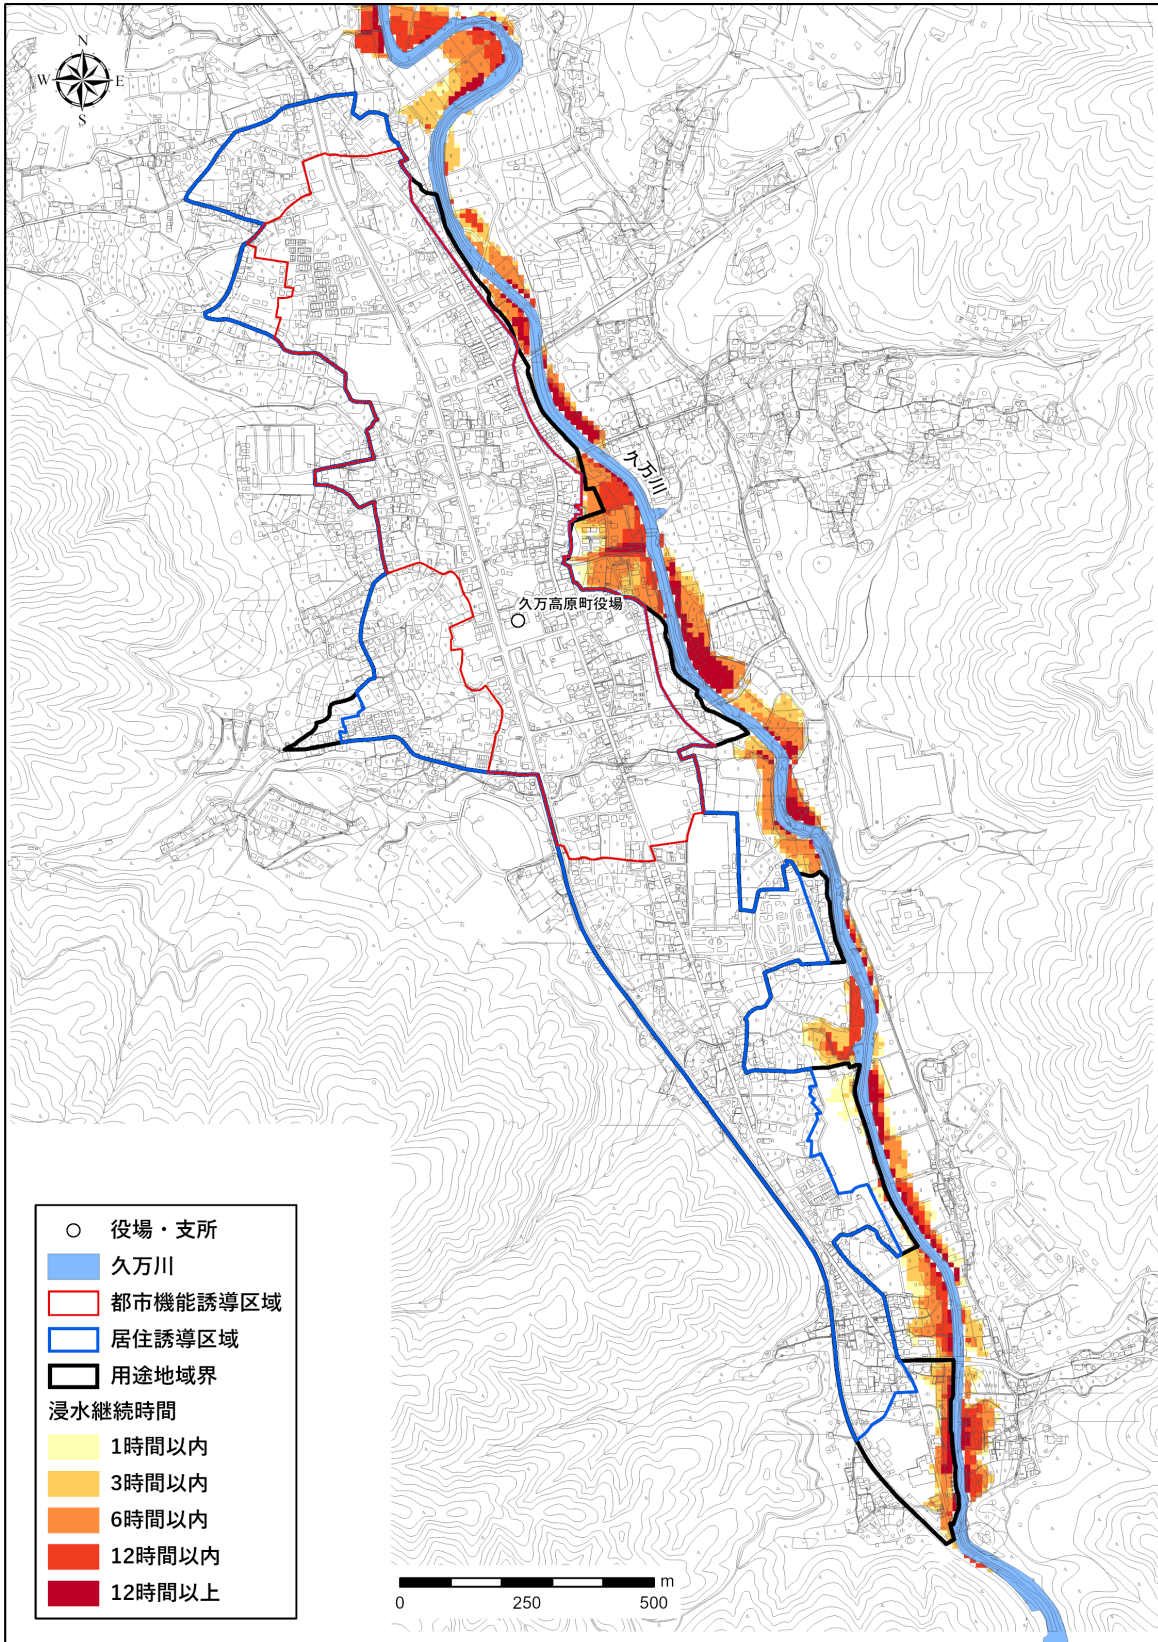 N
W
E
S
久万川
久万高原町役場
役場・支所
久万川
都市機能誘導区域
居住誘導区域
用途地域界
浸水継続時間
1時間以内
3時間以内
6時間以内
12時間以内
12時間以上
m
0 250 500